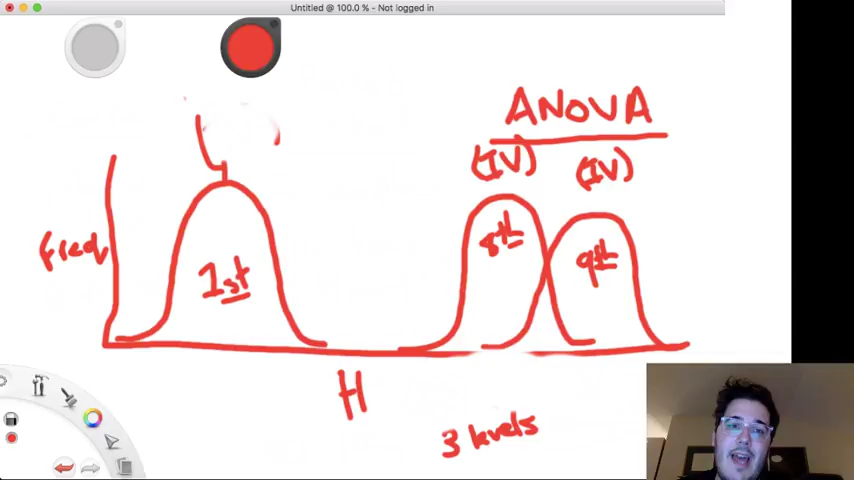 Untitled @ 100.0 % - Not logged in
ANOVA
(IV) (IV)
Freq
1st
8th
9th
H
3 levels